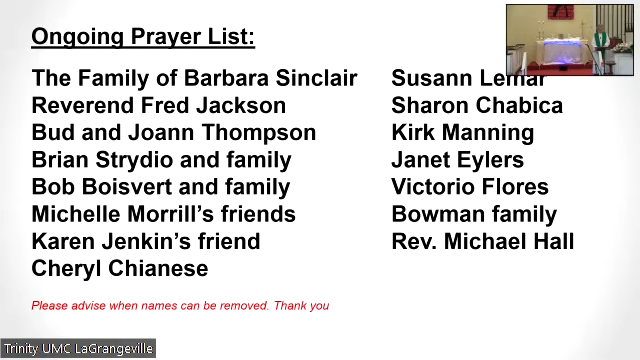 Ongoing Prayer List:
The Family of Barbara Sinclair
Reverend Fred Jackson
Bud and Joann Thompson
Brian Strydio and family
Bob Boisvert and family
Michelle Morrill’s friends
Karen Jenkin’s friend
Cheryl Chianese
Susann Lemar
Sharon Chabica
Kirk Manning
Janet Eylers
Victorio Flores
Bowman family
Rev. Michael Hall
Please advise when names can be removed. Thank you
Trinity UMC LaGrangeville